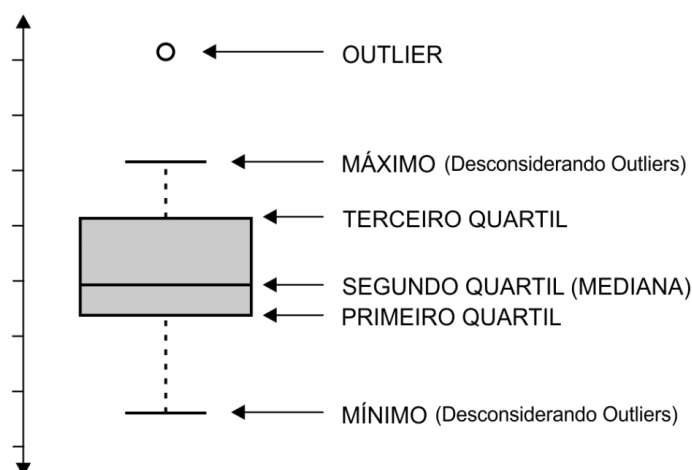 OUTLIER
MÁXIMO (Desconsiderando Outliers)
TERCEIRO QUARTIL
SEGUNDO QUARTIL (MEDIANA)
PRIMEIRO QUARTIL
MÍNIMO (Desconsiderando Outliers)